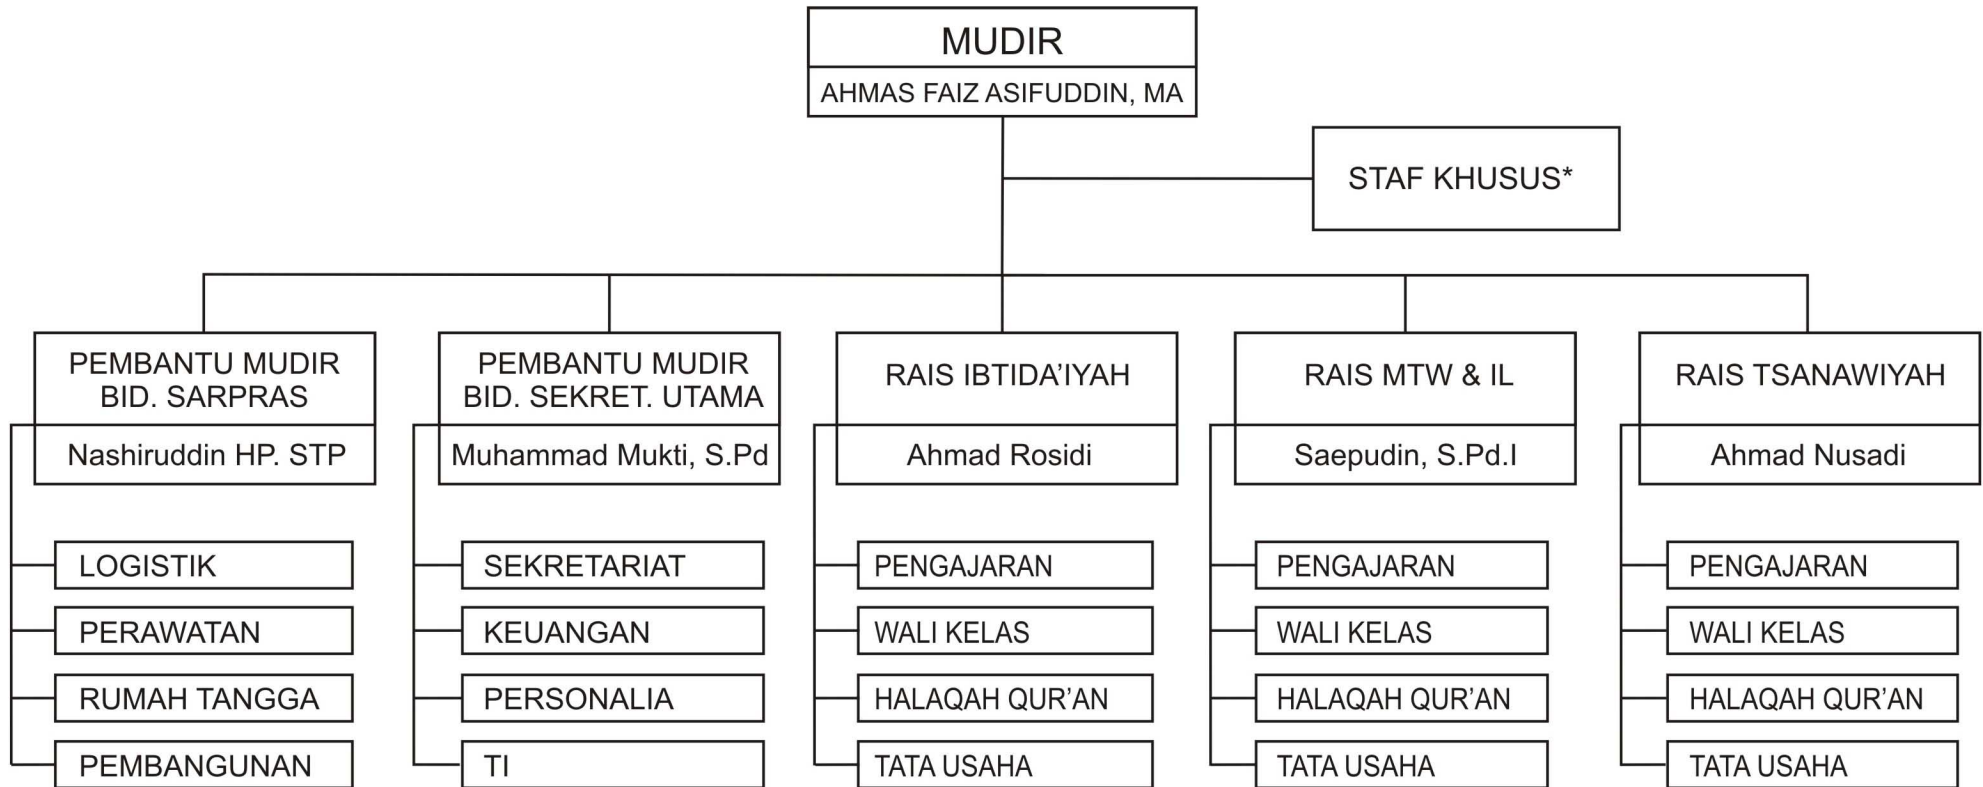 MUDIR
AHMAS FAIZ ASIFUDDIN, MA
STAF KHUSUS*
PEMBANTU MUDIR
BID. SARPRAS
Nashiruddin HP. STP
LOGISTIK
PERAWATAN
RUMAH TANGGA
PEMBANGUNAN
PEMBANTU MUDIR
BID. SEKRET. UTAMA
Muhammad Mukti, S.Pd
SEKRETARIAT
KEUANGAN
PERSONALIA
TI
RAIS IBTIDA’IYAH
Ahmad Rosidi
PENGAJARAN
WALI KELAS
HALAQAH QUR’AN
TATA USAHA
RAIS MTW & IL
Saepudin, S.Pd.I
PENGAJARAN
WALI KELAS
HALAQAH QUR’AN
TATA USAHA
RAIS TSANAWIYAH
Ahmad Nusadi
PENGAJARAN
WALI KELAS
HALAQAH QUR’AN
TATA USAHA